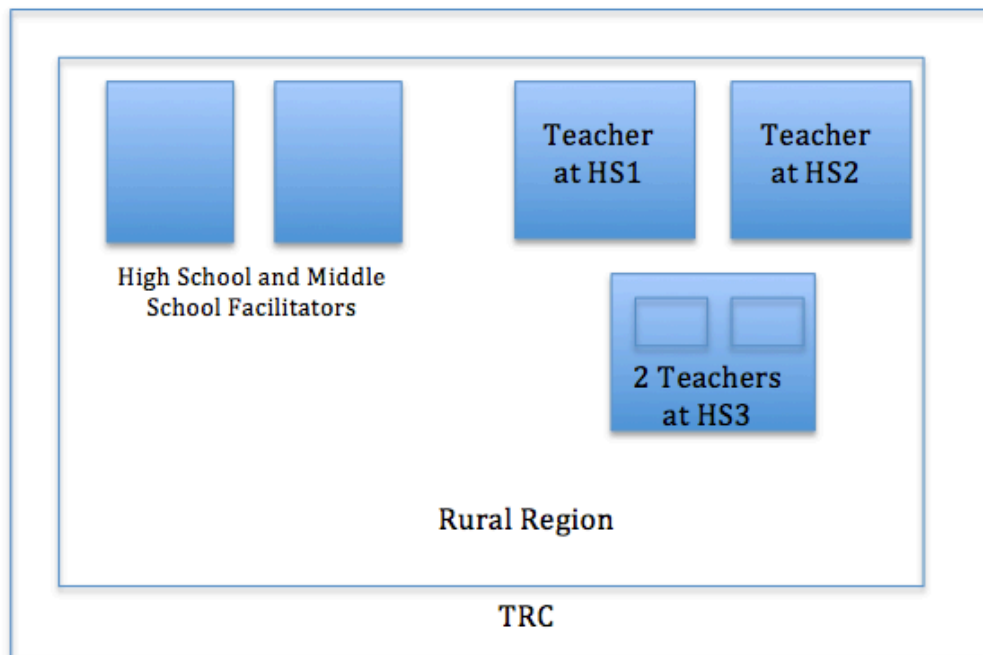 Teacher
at HS1
Teacher
at HS2
High School and Middle
School Facilitators
2 Teachers
at HS3
Rural Region
TRC